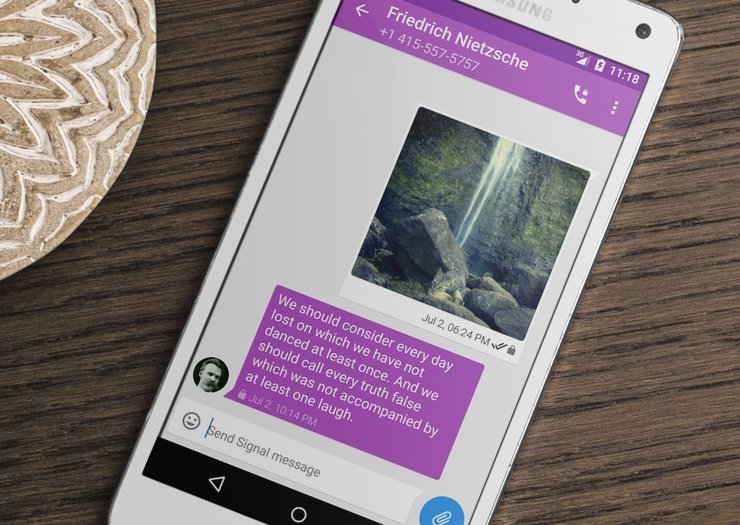 SAMSUNG
3G 11:18
Friedrich Nietzsche
+1 415-557-5757
Jul 2, 06:24 PM
We should consider every day
lost on which we have not
danced at least once. And we
should call every truth false
which was not accompanied by
at least one laugh.
Jul 2, 10:14 PM
Send Signal message